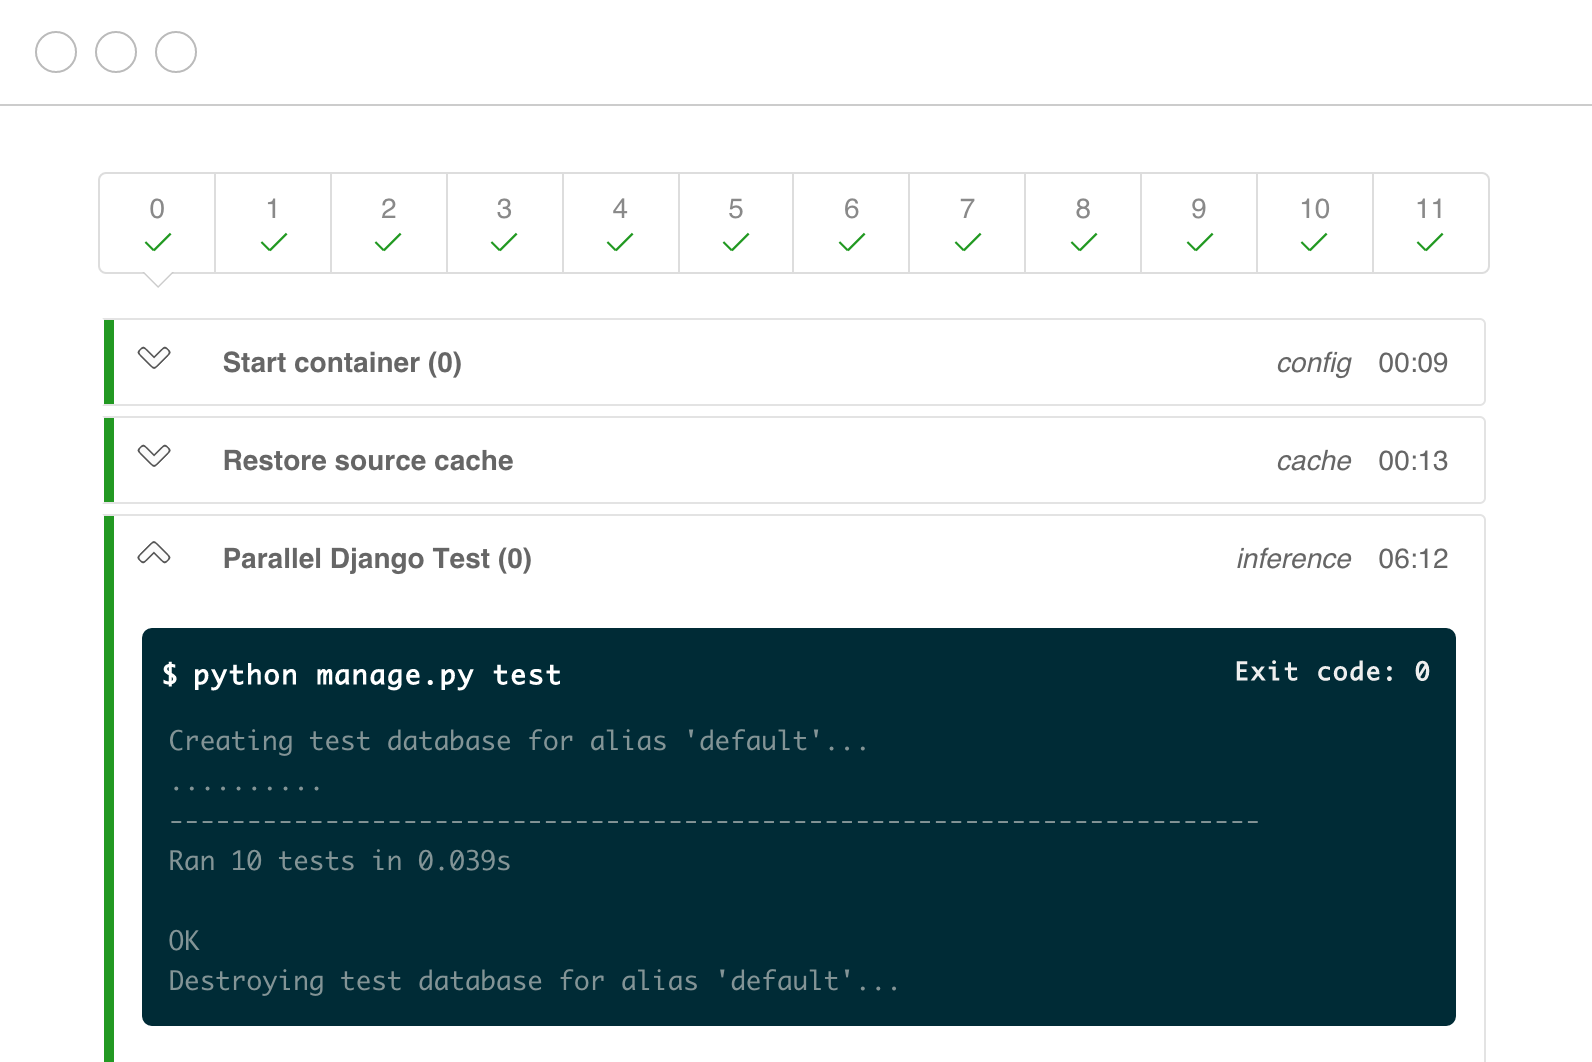 0 1 2 3 4 5 6 7 8 9 10 11
Start container (0) config 00:09
Restore source cache cache 00:13
Parallel Django Test (0) inference 06:12
$ python manage.py test Exit code: 0
Creating test database for alias 'default'...
..........
----------------------------------------------------------------------
Ran 10 tests in 0.039s
OK
Destroying test database for alias 'default'...